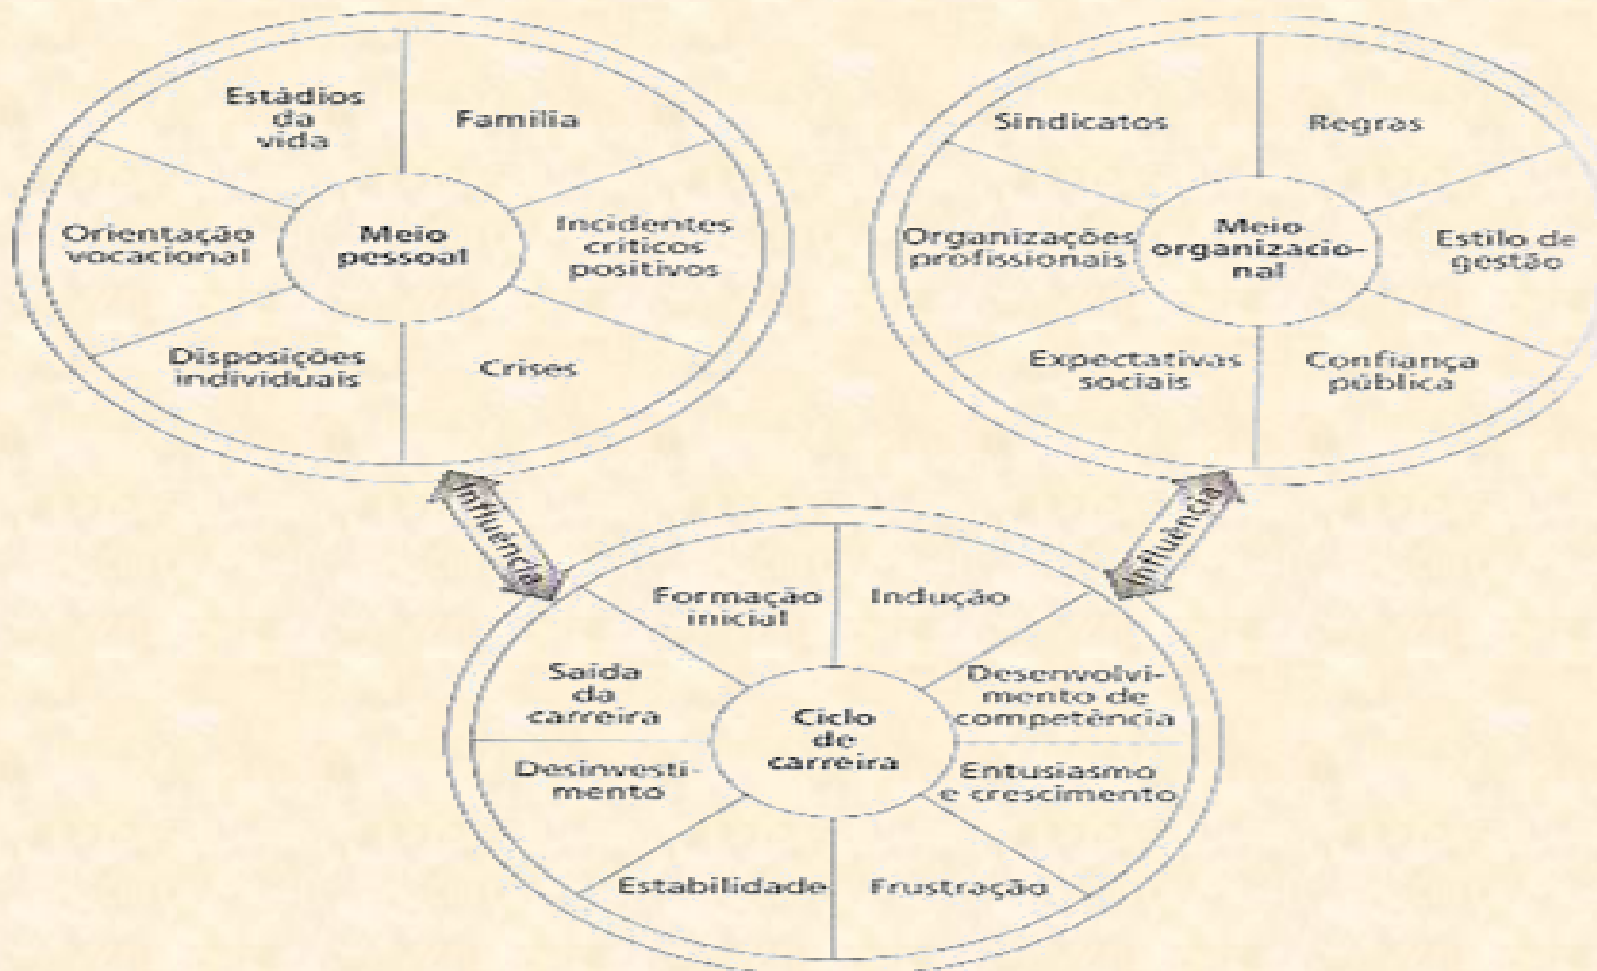 Estádios
da
vida
Família
Orientação
vocacional
Meio
pessoal
Incidentes
críticos
positivos
Disposições
individuais
Crises
Sindicatos
Regras
Organizações
profissionais
Meio
organizacio-
nal
Estilo de
gestão
Expectativas
sociais
Confiança
pública
Influência
Influência
Formação
inicial
Indução
Saída
da
carreira
Ciclo
de
carreira
Desenvolvi-
mento de
competência
Desinvesti-
mento
Entusiasmo
e crescimento
Estabilidade
Frustração